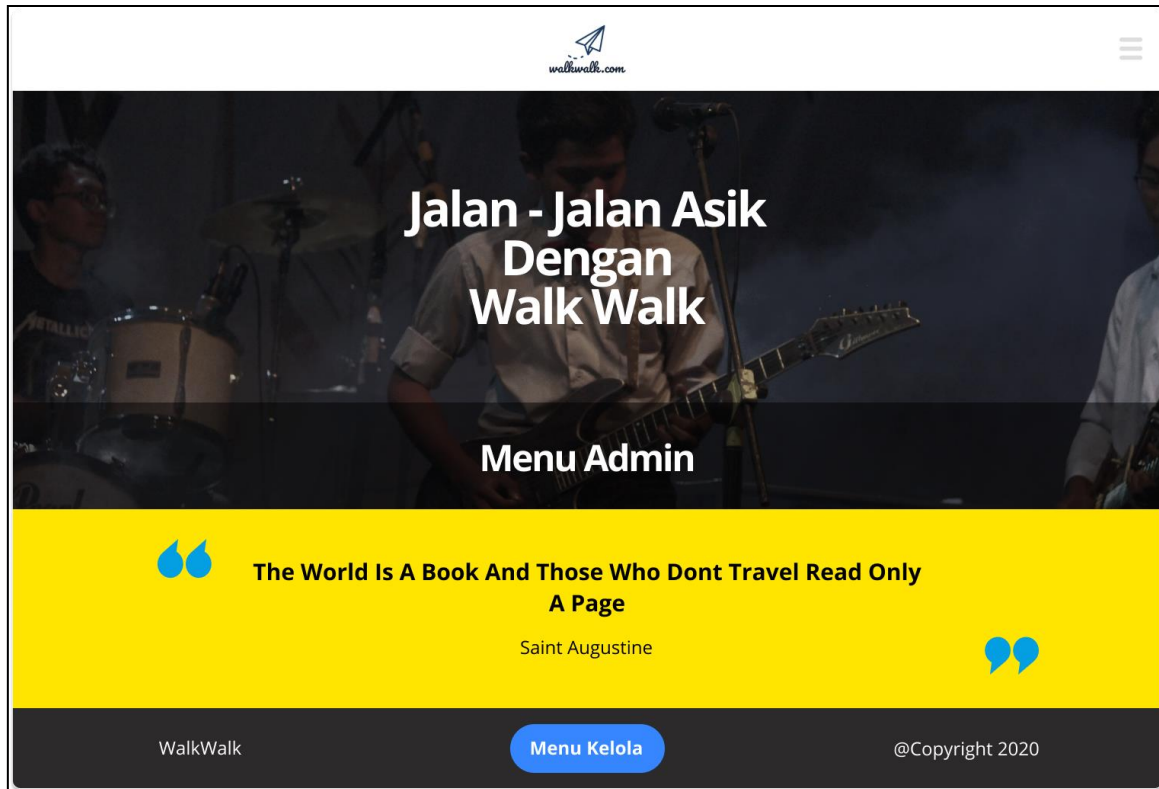 walkwalk.com
Jalan - Jalan Asik
Dengan
Walk Walk
METALLICA
Menu Admin
The World Is A Book And Those Who Dont Travel Read Only
A Page
Saint Augustine
WalkWalk
Menu Kelola
@Copyright 2020